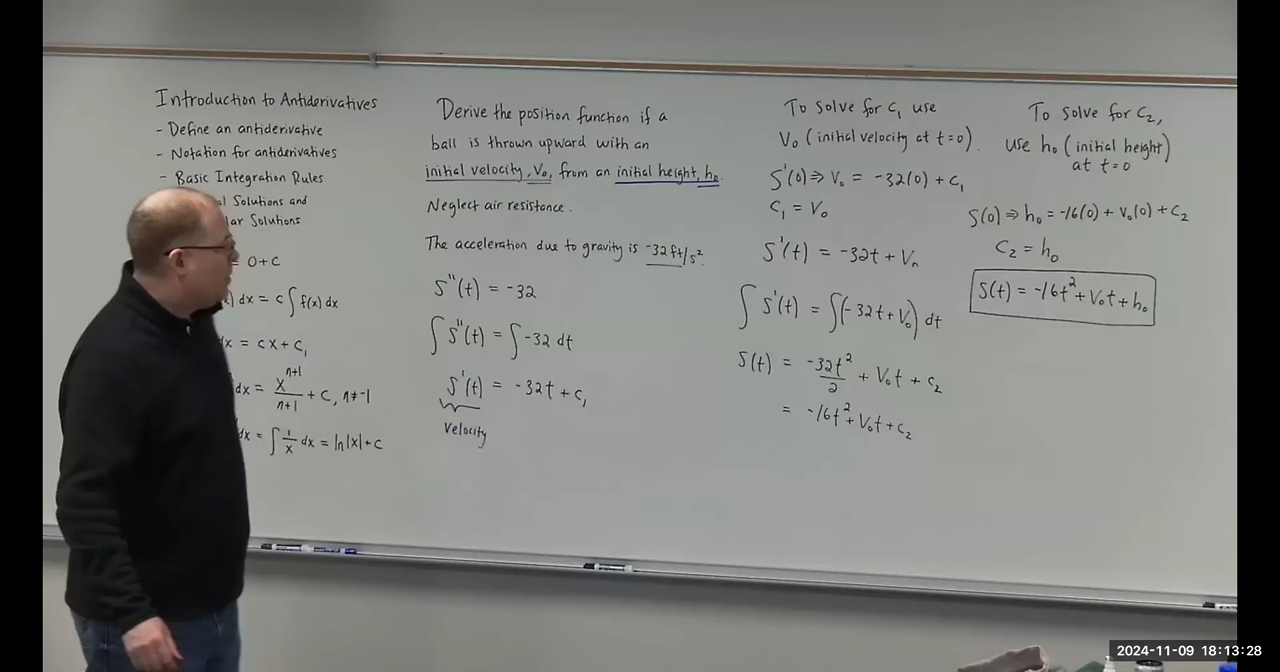 Introduction to Antiderivatives
- Define an antiderivative
- Notation for antiderivatives
- Basic Integration Rules
Solutions and
Solutions
= 0+C
dx = c∫f(x)dx
= cx+C₁
dx = xⁿ⁺¹/n+1 + C, n≠-1
dx = ∫1/x dx = ln|x|+C
Derive the position function if a
ball is thrown upward with an
initial velocity, V₀, from an initial height, h₀.
Neglect air resistance.
The acceleration due to gravity is -32ft/s².
S''(t) = -32
∫S''(t) = ∫-32 dt
S'(t) = -32t + C₁
Velocity
To solve for C₁ use
V₀ (initial velocity at t=0).
S'(0) ⇒ V₀ = -32(0) + C₁
C₁ = V₀
S'(t) = -32t + V₀
∫S'(t) = ∫(-32t + V₀) dt
S(t) = -32t²/2 + V₀t + C₂
= -16t² + V₀t + C₂
To solve for C₂,
use h₀ (initial height)
at t=0
S(0) ⇒ h₀ = -16(0) + V₀(0) + C₂
C₂ = h₀
S(t) = -16t² + V₀t + h₀
2024-11-09 18:13:28